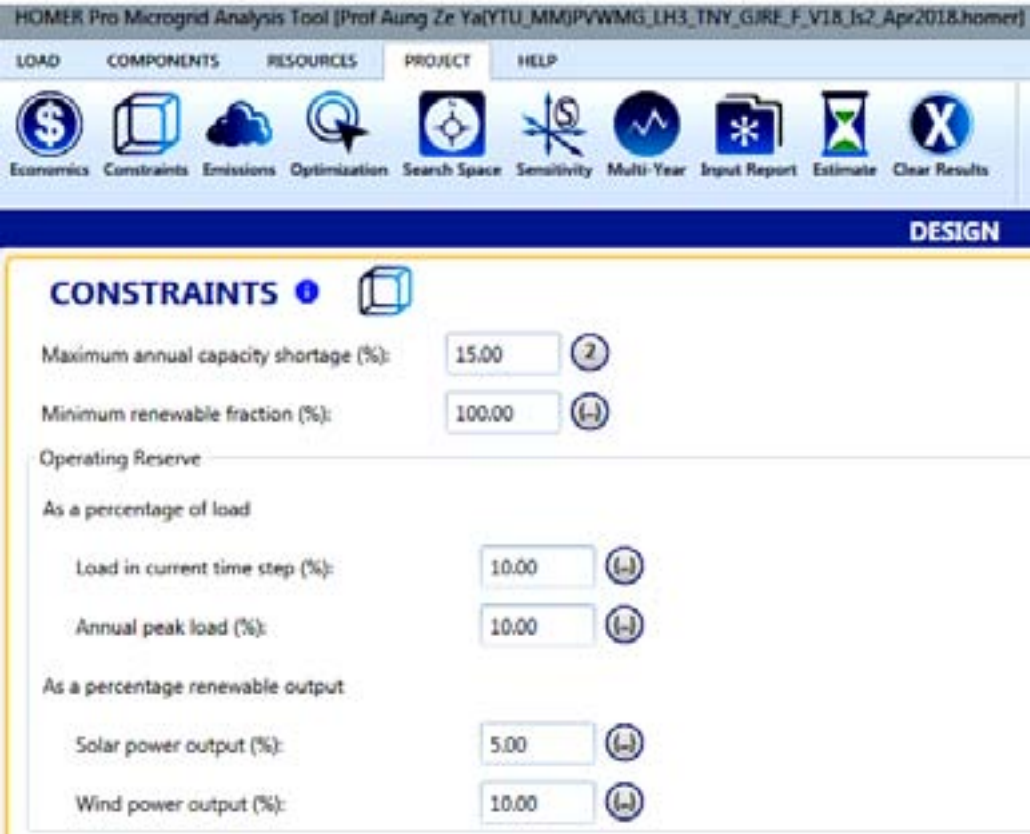 HOMER Pro Microgrid Analysis Tool [Prof Aung Ze Ya(YTU_MM)PVWMG_LH3_TNY_GJRE_F_V18_Is2_Apr2018.homer]
LOAD COMPONENTS RESOURCES PROJECT HELP
Economics Constraints Emissions Optimization Search Space Sensitivity Multi-Year Input Report Estimate Clear Results
DESIGN
CONSTRAINTS
Maximum annual capacity shortage (%): 15.00 2
Minimum renewable fraction (%): 100.00 (..)
Operating Reserve
As a percentage of load
Load in current time step (%): 10.00 (..)
Annual peak load (%): 10.00 (..)
As a percentage renewable output
Solar power output (%): 5.00 (..)
Wind power output (%): 10.00 (..)